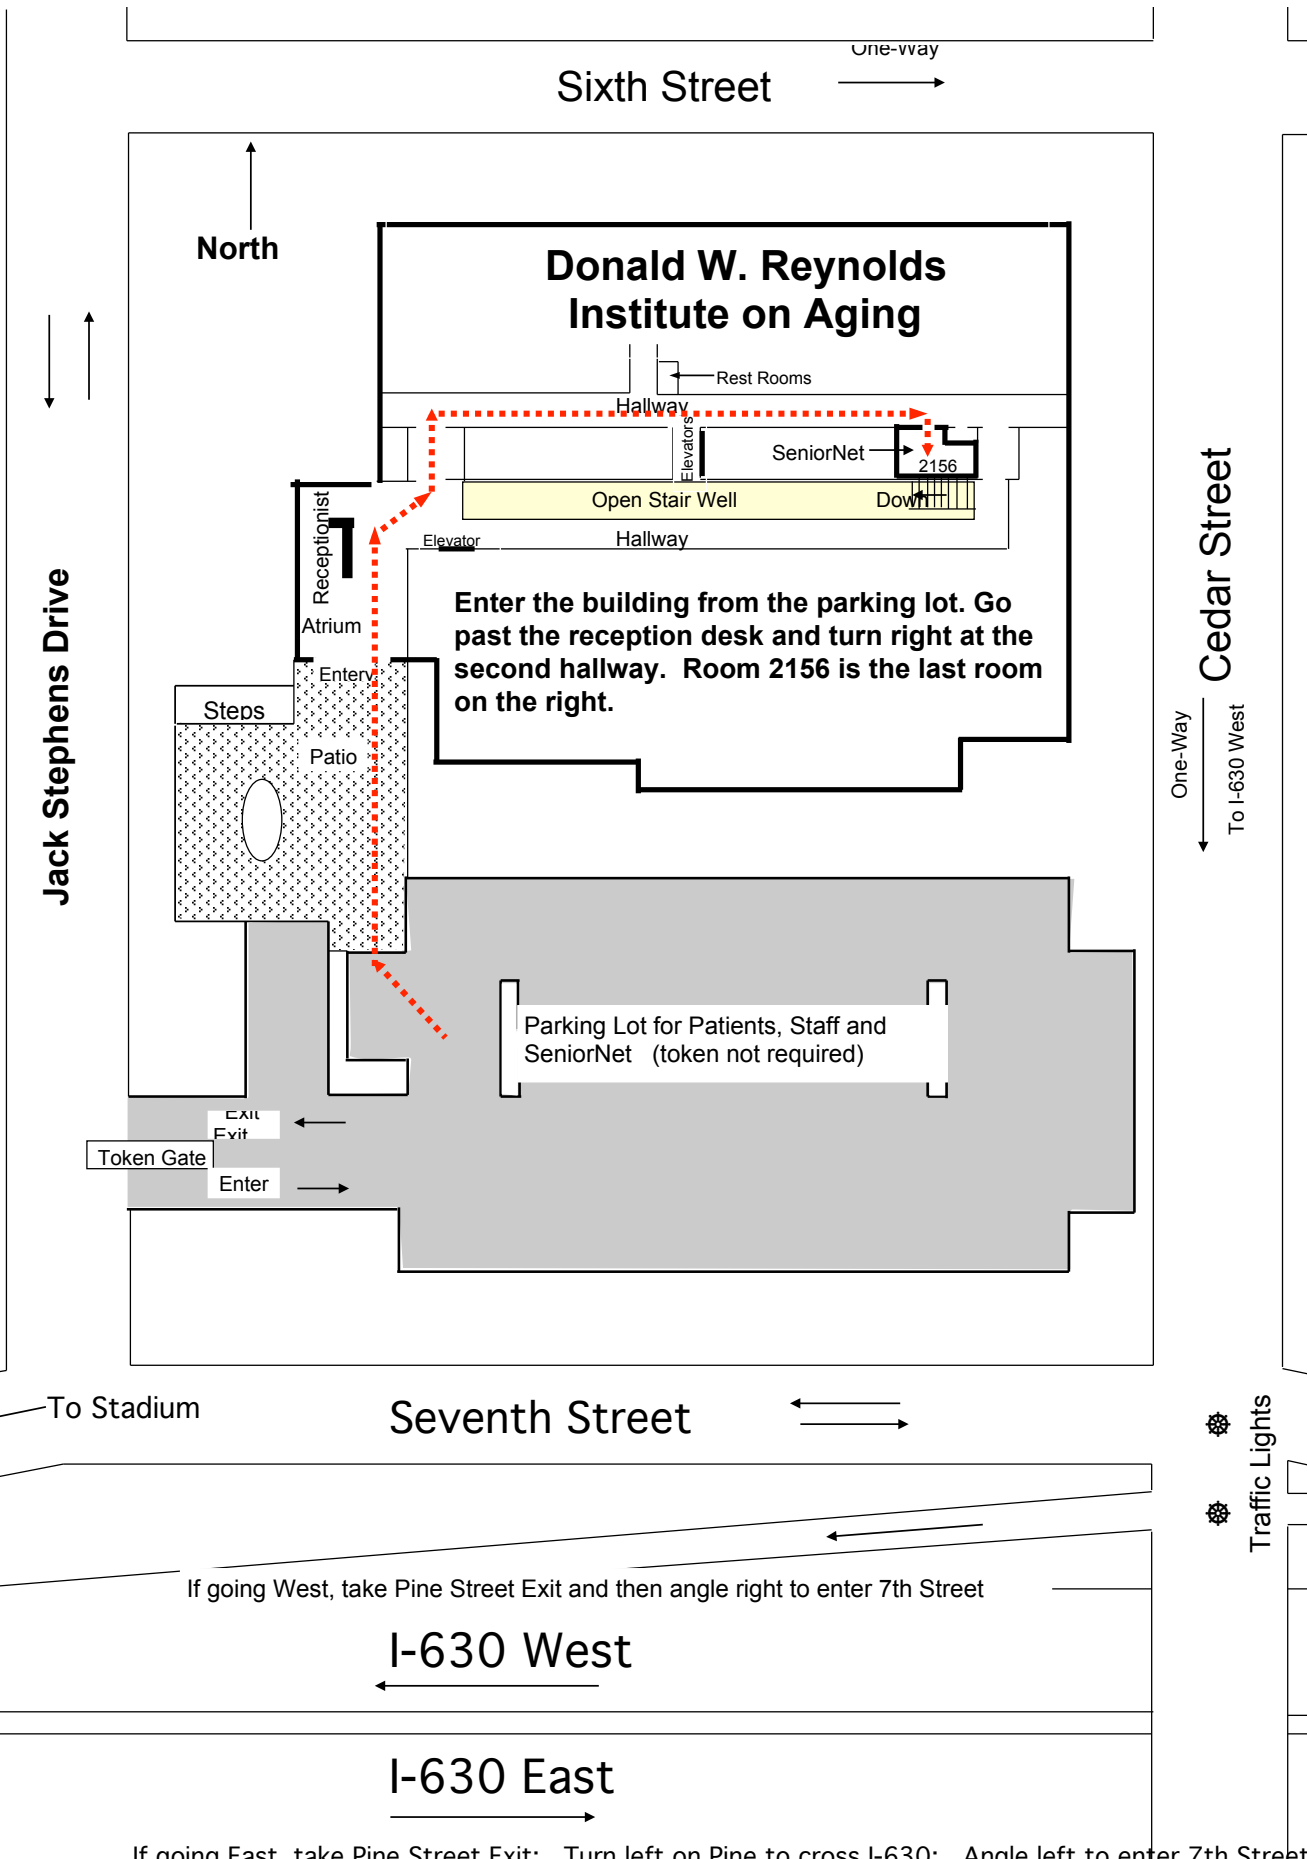 One-Way
Sixth Street
North
Donald W. Reynolds
Institute on Aging
Rest Rooms
Hallway
Elevators
SeniorNet
2156
Open Stair Well
Down
Receptionist
Elevator
Hallway
Atrium
Enter the building from the parking lot. Go
past the reception desk and turn right at the
second hallway. Room 2156 is the last room
on the right.
Entery
Steps
Patio
Jack Stephens Drive
Cedar Street
One-Way
To I-630 West
Parking Lot for Patients, Staff and
SeniorNet (token not required)
Exit
Exit
Token Gate
Enter
To Stadium
Seventh Street
Traffic Lights
If going West, take Pine Street Exit and then angle right to enter 7th Street
I-630 West
I-630 East
If going East, take Pine Street Exit; Turn left on Pine to cross I-630; Angle left to enter 7th Street